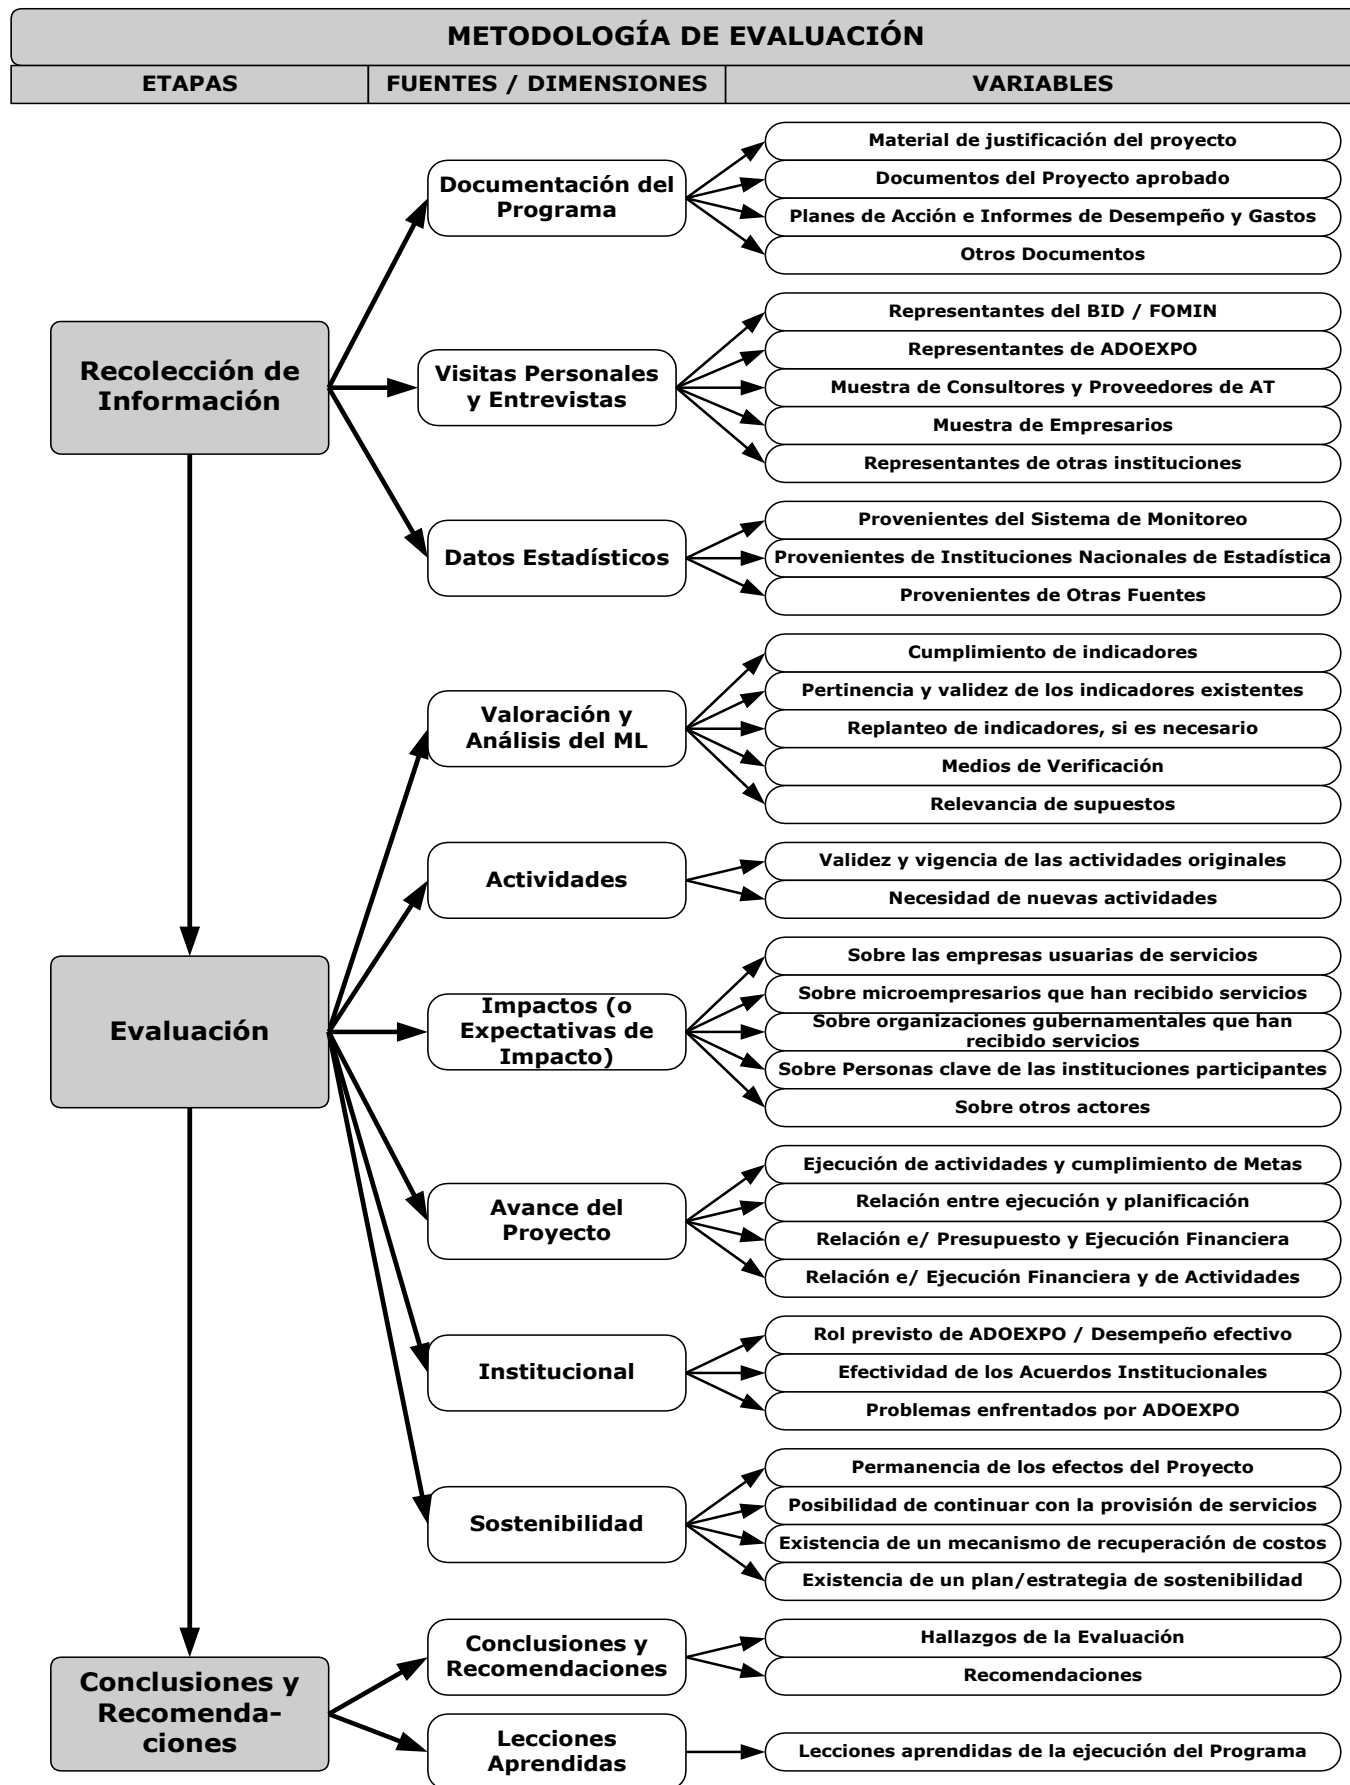 METODOLOGÍA DE EVALUACIÓN
ETAPAS
FUENTES / DIMENSIONES
VARIABLES
Recolección de
Información
Documentación del
Programa
Material de justificación del proyecto
Documentos del Proyecto aprobado
Planes de Acción e Informes de Desempeño y Gastos
Otros Documentos
Visitas Personales
y Entrevistas
Representantes del BID / FOMIN
Representantes de ADOEXPO
Muestra de Consultores y Proveedores de AT
Muestra de Empresarios
Representantes de otras instituciones
Datos Estadísticos
Provenientes del Sistema de Monitoreo
Provenientes de Instituciones Nacionales de Estadística
Provenientes de Otras Fuentes
Evaluación
Valoración y
Análisis del ML
Cumplimiento de indicadores
Pertinencia y validez de los indicadores existentes
Replanteo de indicadores, si es necesario
Medios de Verificación
Relevancia de supuestos
Actividades
Validez y vigencia de las actividades originales
Necesidad de nuevas actividades
Impactos (o
Expectativas de
Impacto)
Sobre las empresas usuarias de servicios
Sobre microempresarios que han recibido servicios
Sobre organizaciones gubernamentales que han
recibido servicios
Sobre Personas clave de las instituciones participantes
Sobre otros actores
Avance del
Proyecto
Ejecución de actividades y cumplimiento de Metas
Relación entre ejecución y planificación
Relación e/ Presupuesto y Ejecución Financiera
Relación e/ Ejecución Financiera y de Actividades
Institucional
Rol previsto de ADOEXPO / Desempeño efectivo
Efectividad de los Acuerdos Institucionales
Problemas enfrentados por ADOEXPO
Sostenibilidad
Permanencia de los efectos del Proyecto
Posibilidad de continuar con la provisión de servicios
Existencia de un mecanismo de recuperación de costos
Existencia de un plan/estrategia de sostenibilidad
Conclusiones y
Recomenda-
ciones
Conclusiones y
Recomendaciones
Hallazgos de la Evaluación
Recomendaciones
Lecciones
Aprendidas
Lecciones aprendidas de la ejecución del Programa